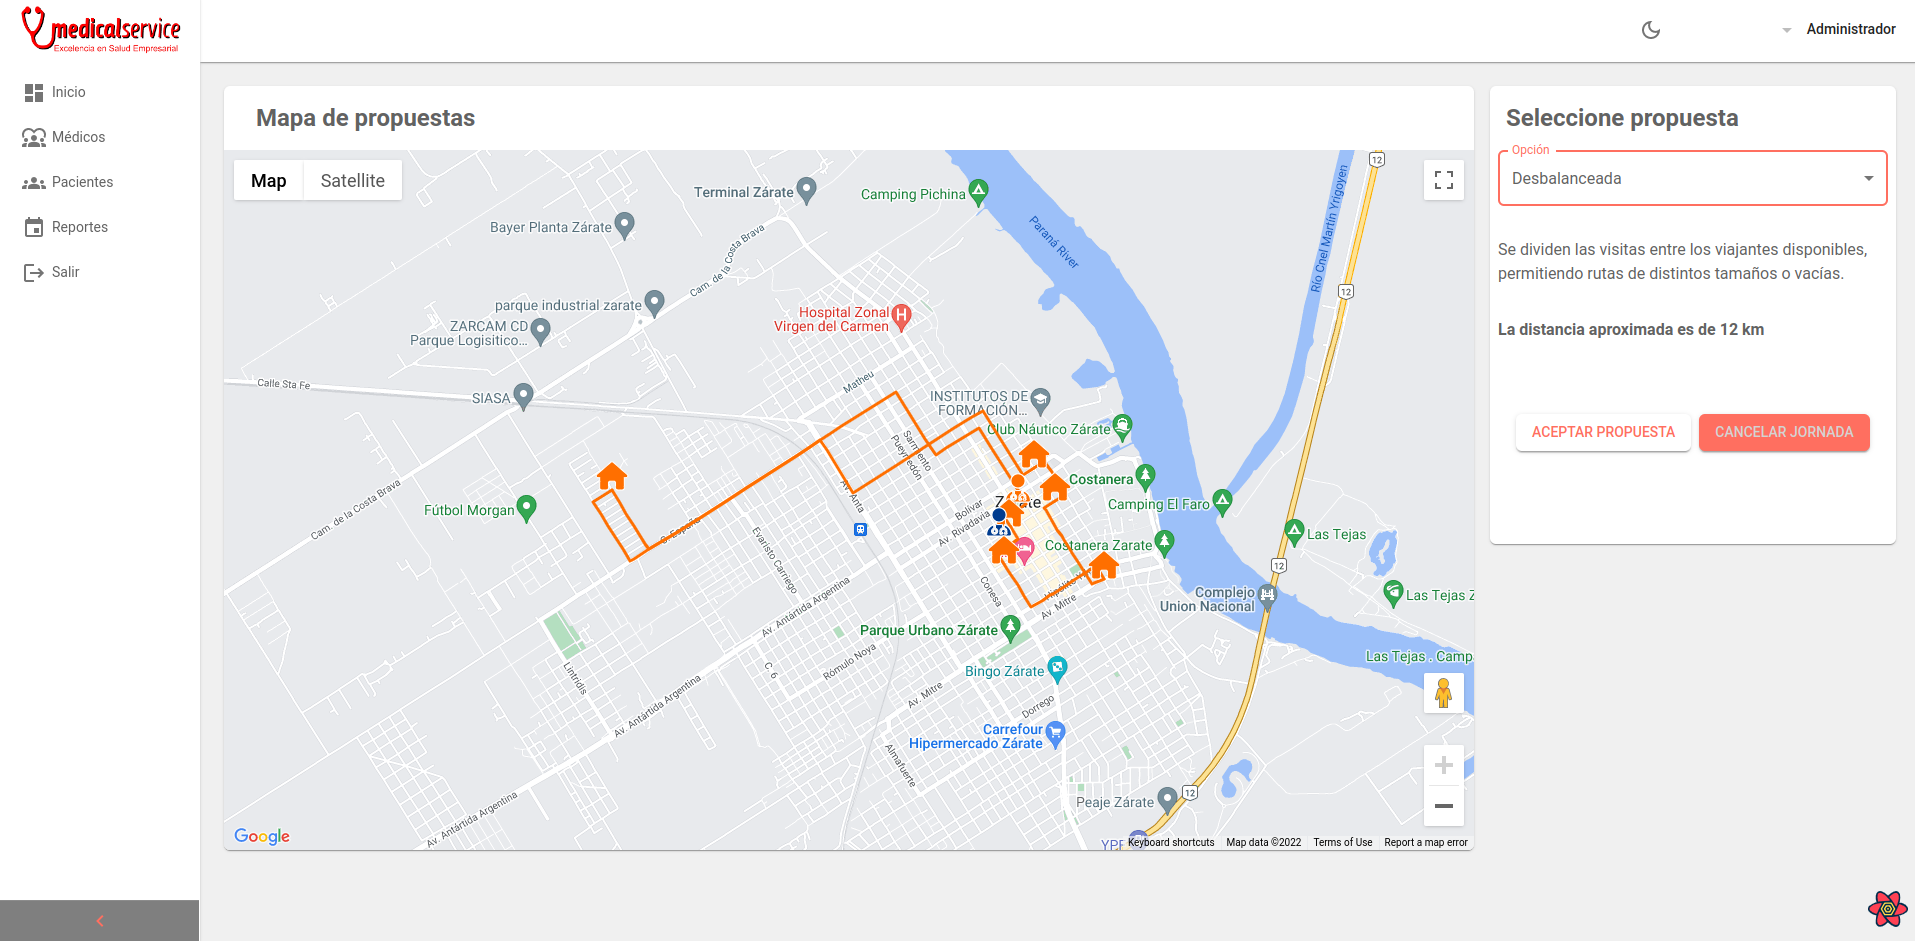 medicalservice
Excelencia en Salud Empresarial
Administrador
Inicio
Médicos
Pacientes
Reportes
Salir
Mapa de propuestas
Map
Satellite
Terminal Zárate
Camping Pichina
Bayer Planta Zárate
Cam. de la Costa Brava
Paraná River
Río Cnel Martín Yrigoyen
12
12
parque industrial zarate
ZARCAM CD
Parque Logisitico...
Hospital Zonal
Virgen del Carmen
Calle Sta Fe
SIASA
Matheu
INSTITUTOS DE
FORMACIÓN...
Club Náutico Zárate
Sarmiento
Pueyrredón
Costanera
Camping El Faro
Cam. de la Costa Brava
Fútbol Morgan
Av. Anta
Bolívar
Av. Rivadavia
Las Tejas
Costanera Zarate
Evaristo Carriego
Conesa
Av. Mitre
12
Complejo
Union Nacional
Las Tejas
Av. Antártida Argentina
Parque Urbano Zárate
Rómulo Noya
C. 6
Bingo Zárate
Las Tejas . Camp
Lintridis
Av. Antártida Argentina
Av. Mitre
Dorrego
Carrefour
Hipermercado Zárate
Almafuerte
Peaje Zárate
12
Av. Antártida Argentina
YPF
Google
Keyboard shortcuts
Map data ©2022
Terms of Use
Report a map error
Seleccione propuesta
Opción
Desbalanceada
Se dividen las visitas entre los viajantes disponibles,
permitiendo rutas de distintos tamaños o vacías.
La distancia aproximada es de 12 km
ACEPTAR PROPUESTA
CANCELAR JORNADA